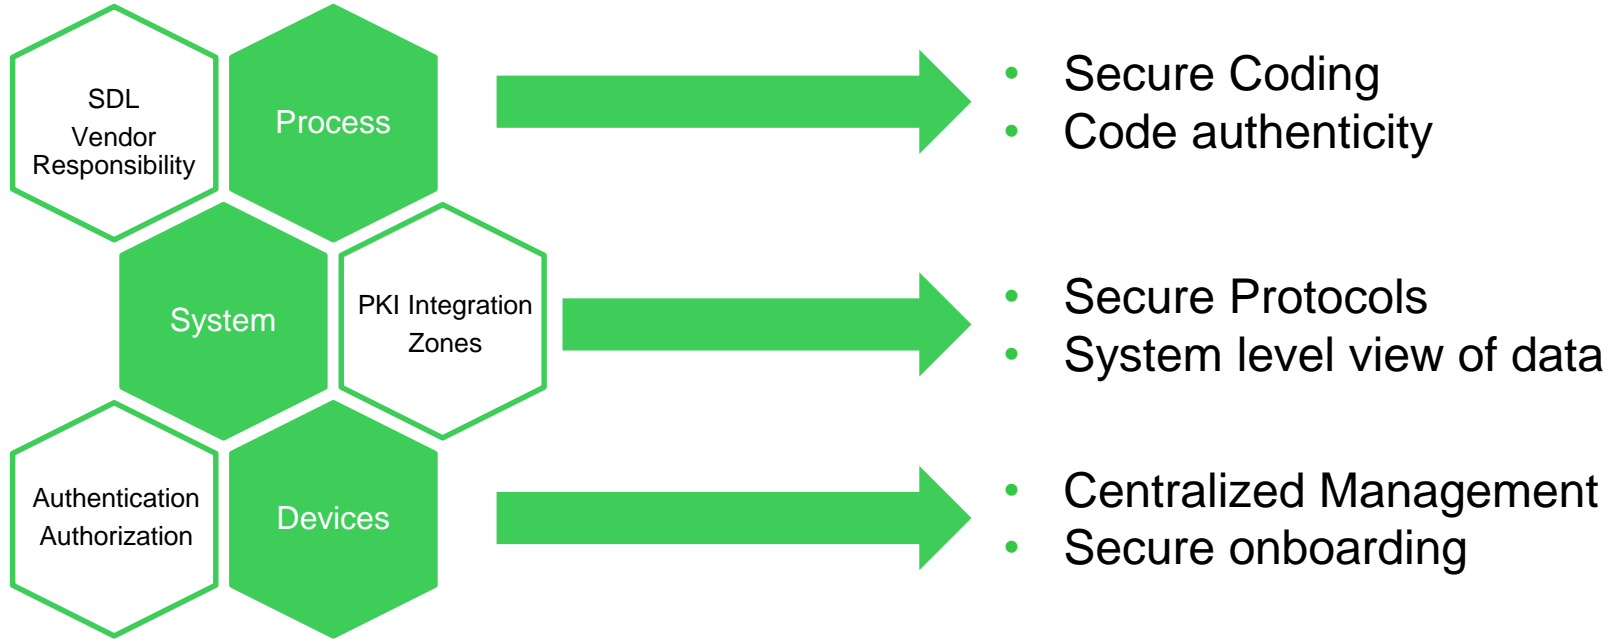 SDL
Vendor
Responsibility
Process
• Secure Coding
• Code authenticity
System
PKI Integration
Zones
• Secure Protocols
• System level view of data
Authentication
Authorization
Devices
• Centralized Management
• Secure onboarding